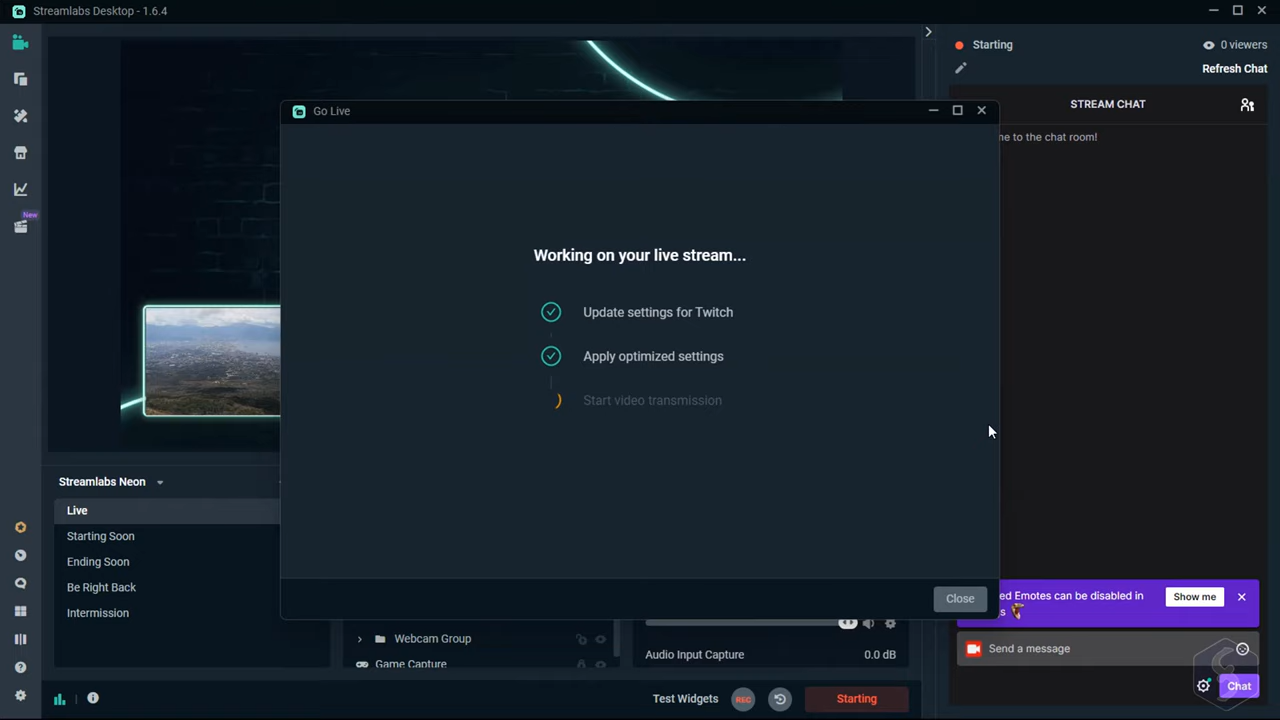 Streamlabs Desktop - 1.6.4
Starting
0 viewers
Refresh Chat
Go Live
STREAM CHAT
me to the chat room!
New
Working on your live stream...
Update settings for Twitch
Apply optimized settings
Start video transmission
Streamlabs Neon
Live
Starting Soon
Ending Soon
Be Right Back
Intermission
Close
ed Emotes can be disabled in
s
Show me
Webcam Group
Game Capture
Audio Input Capture
0.0 dB
Send a message
Test Widgets
REC
Starting
Chat